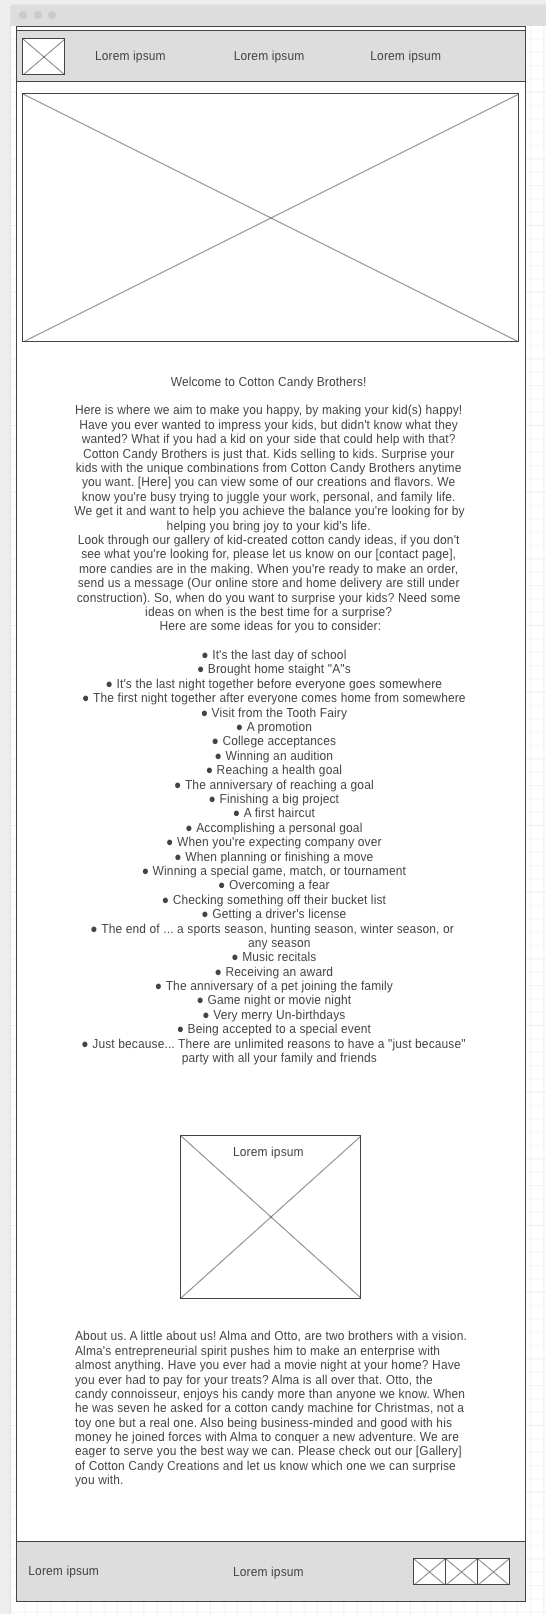 Lorem ipsum Lorem ipsum Lorem ipsum
Welcome to Cotton Candy Brothers!
Here is where we aim to make you happy, by making your kid(s) happy!
Have you ever wanted to impress your kids, but didn't know what they
wanted? What if you had a kid on your side that could help with that?
Cotton Candy Brothers is just that. Kids selling to kids. Surprise your
kids with the unique combinations from Cotton Candy Brothers anytime
you want. [Here] you can view some of our creations and flavors. We
know you're busy trying to juggle your work, personal, and family life.
We get it and want to help you achieve the balance you're looking for by
helping you bring joy to your kid's life.
Look through our gallery of kid-created cotton candy ideas, if you don't
see what you're looking for, please let us know on our [contact page],
more candies are in the making. When you're ready to make an order,
send us a message (Our online store and home delivery are still under
construction). So, when do you want to surprise your kids? Need some
ideas on when is the best time for a surprise?
Here are some ideas for you to consider:
● It's the last day of school
● Brought home staight "A"s
● It's the last night together before everyone goes somewhere
● The first night together after everyone comes home from somewhere
● Visit from the Tooth Fairy
● A promotion
● College acceptances
● Winning an audition
● Reaching a health goal
● The anniversary of reaching a goal
● Finishing a big project
● A first haircut
● Accomplishing a personal goal
● When you're expecting company over
● When planning or finishing a move
● Winning a special game, match, or tournament
● Overcoming a fear
● Checking something off their bucket list
● Getting a driver's license
● The end of ... a sports season, hunting season, winter season, or
any season
● Music recitals
● Receiving an award
● The anniversary of a pet joining the family
● Game night or movie night
● Very merry Un-birthdays
● Being accepted to a special event
● Just because... There are unlimited reasons to have a "just because"
party with all your family and friends
Lorem ipsum
About us. A little about us! Alma and Otto, are two brothers with a vision.
Alma's entrepreneurial spirit pushes him to make an enterprise with
almost anything. Have you ever had a movie night at your home? Have
you ever had to pay for your treats? Alma is all over that. Otto, the
candy connoisseur, enjoys his candy more than anyone we know. When
he was seven he asked for a cotton candy machine for Christmas, not a
toy one but a real one. Also being business-minded and good with his
money he joined forces with Alma to conquer a new adventure. We are
eager to serve you the best way we can. Please check out our [Gallery]
of Cotton Candy Creations and let us know which one we can surprise
you with.
Lorem ipsum Lorem ipsum